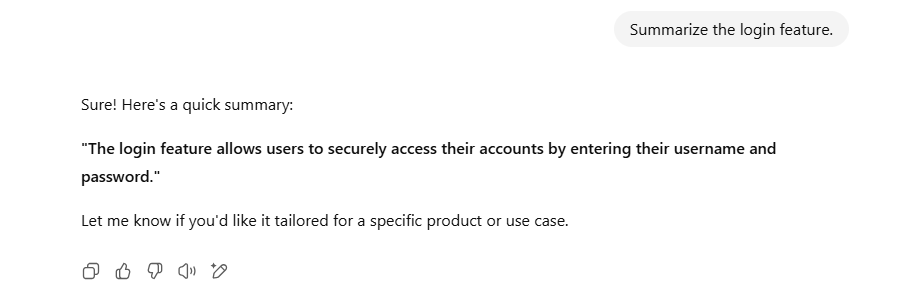 Summarize the login feature.
Sure! Here's a quick summary:
"The login feature allows users to securely access their accounts by entering their username and
password."
Let me know if you'd like it tailored for a specific product or use case.